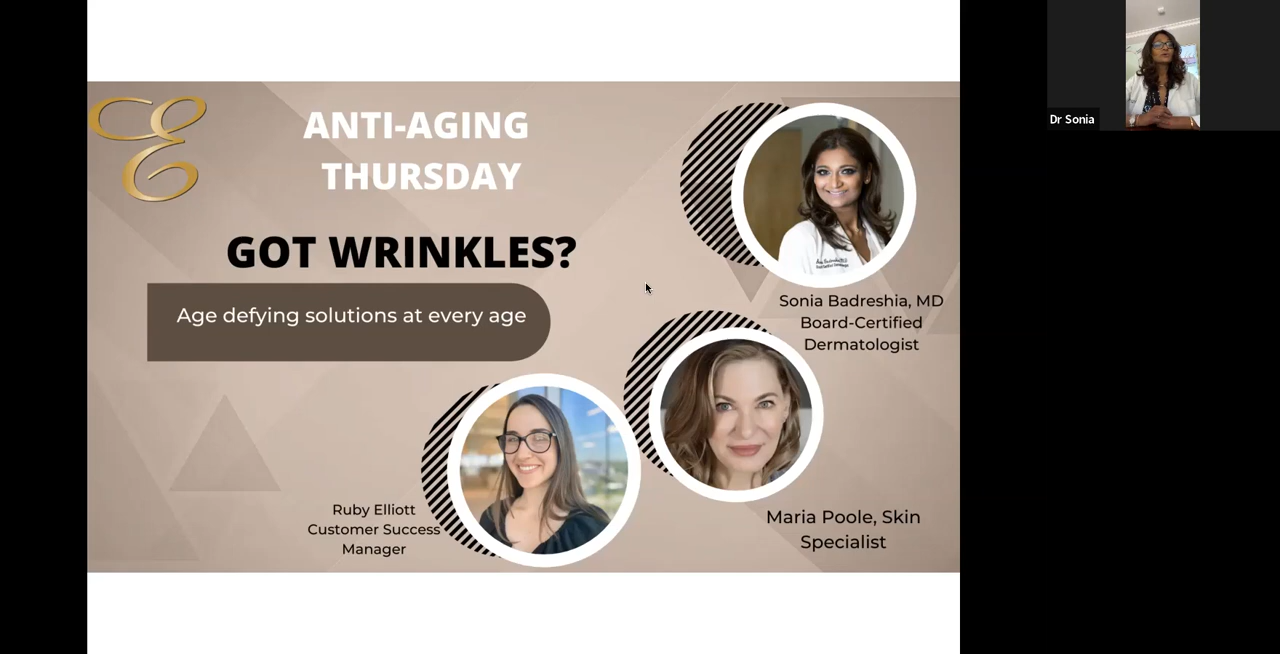 ANTI-AGING
THURSDAY
GOT WRINKLES?
Age defying solutions at every age
Sonia Badreshia, MD
Board-Certified
Dermatologist
Maria Poole, Skin
Specialist
Ruby Elliott
Customer Success
Manager
Dr Sonia